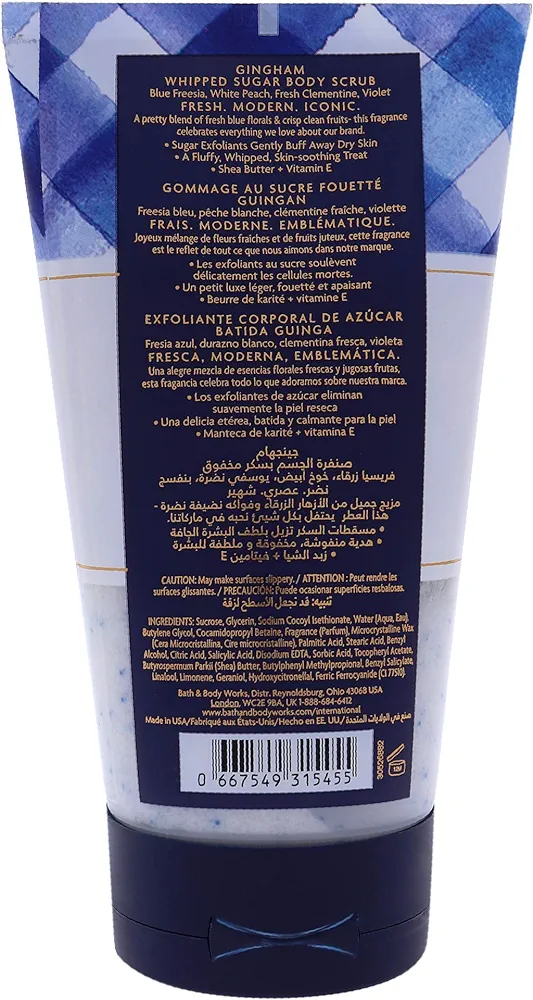 GINGHAM
WHIPPED SUGAR BODY SCRUB
Blue Freesia, White Peach, Fresh Clementine, Violet
FRESH. MODERN. ICONIC.
A pretty blend of fresh blue florals & crisp clean fruits- this fragrance
celebrates everything we love about our brand.
• Sugar Exfoliants Gently Buff Away Dry Skin
• A Fluffy, Whipped, Skin-soothing Treat
• Shea Butter + Vitamin E
GOMMAGE AU SUCRE FOUETTÉ
GUINGAN
Freesia bleu, pêche blanche, clémentine fraîche, violette
FRAIS. MODERNE. EMBLÉMATIQUE.
Joyeux mélange de fleurs fraîches et de fruits juteux, cette fragrance
est le reflet de tout ce que nous aimons dans notre marque.
• Les exfoliants au sucre soulèvent
délicatement les cellules mortes.
• Un petit luxe léger, fouetté et apaisant
• Beurre de karité + vitamine E
EXFOLIANTE CORPORAL DE AZÚCAR
BATIDA GUINGA
Fresia azul, durazno blanco, clementina fresca, violeta
FRESCA, MODERNA, EMBLEMÁTICA.
Una alegre mezcla de esencias florales frescas y jugosas frutas,
esta fragancia celebra todo lo que adoramos sobre nuestra marca.
• Los exfoliantes de azúcar eliminan
suavemente la piel reseca
• Una delicia etérea, batida y calmante para la piel
• Manteca de karité + vitamina E
جينجهام
صنفرة الجسم بسكر مخفوق
فريسيا زرقاء، خوخ أبيض، يوسفي نضرة، بنفسج
نضر. عصري. شهير
مزيج جميل من الأزهار الزرقاء وفواكه نضيفة نضرة -
هذا العطر يحتفل بكل شيئ نحبه في ماركاتنا.
• مسقطات السكر تزيل بلطف البشرة الجافة
• هدية منفوشة، مخفوقة و ملطفة للبشرة
• زبد الشيا + فيتامين E
CAUTION: May make surfaces slippery. / ATTENTION : Peut rendre les
surfaces glissantes. / PRECAUCIÓN: Puede ocasionar superficies resbalosas.
تنبيه: قد تجعل الأسطح لزقة
INGREDIENTS: Sucrose, Glycerin, Sodium Cocoyl Isethionate, Water (Aqua, Eau),
Butylene Glycol, Cocamidopropyl Betaine, Fragrance (Parfum), Microcrystalline Wax
(Cera Microcristallina, Cire microcristalline), Palmitic Acid, Stearic Acid, Benzyl
Alcohol, Citric Acid, Salicylic Acid, Disodium EDTA, Sorbic Acid, Tocopheryl Acetate,
Butyrospermum Parkii (Shea) Butter, Butylphenyl Methylpropional, Benzyl Salicylate,
Linalool, Limonene, Geraniol, Hydroxycitronellal, Ferric Ferrocyanide (CI 77510).
Bath & Body Works, Distr. Reynoldsburg, Ohio 43068 USA
London, WC2E 9BA, UK 1-888-684-6412
www.bathandbodyworks.com/international
Made in USA/Fabriqué aux États-Unis/Hecho en EE. UU./صنع في الولايات المتحدة
0 667549 315455
30526882
12M